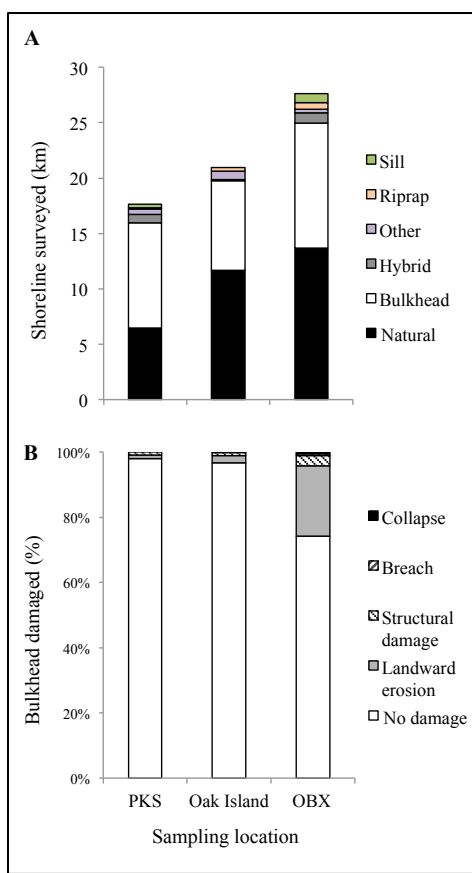 A
Shoreline surveyed (km)
30
25
20
15
10
5
0
Sill
Riprap
Other
Hybrid
Bulkhead
Natural
B
Bulkhead damaged (%)
100%
80%
60%
40%
20%
0%
Collapse
Breach
Structural
damage
Landward
erosion
No damage
PKS
Oak Island
OBX
Sampling location